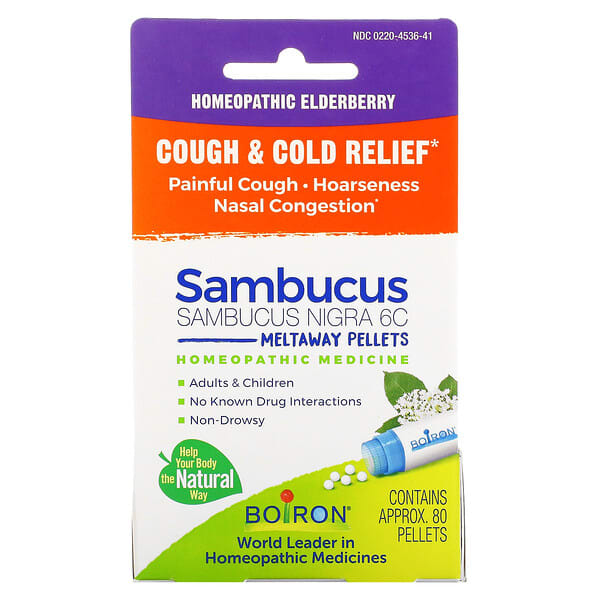 NDC 0220-4536-41
HOMEOPATHIC ELDERBERRY
COUGH & COLD RELIEF*
Painful Cough • Hoarseness
Nasal Congestion*
Sambucus
SAMBUCUS NIGRA 6C
MELTAWAY PELLETS
HOMEOPATHIC MEDICINE
▪ Adults & Children
▪ No Known Drug Interactions
▪ Non-Drowsy
BOIRON
Help
Your Body
the Natural
Way
CONTAINS
APPROX. 80
PELLETS
BOIRON®
World Leader in
Homeopathic Medicines